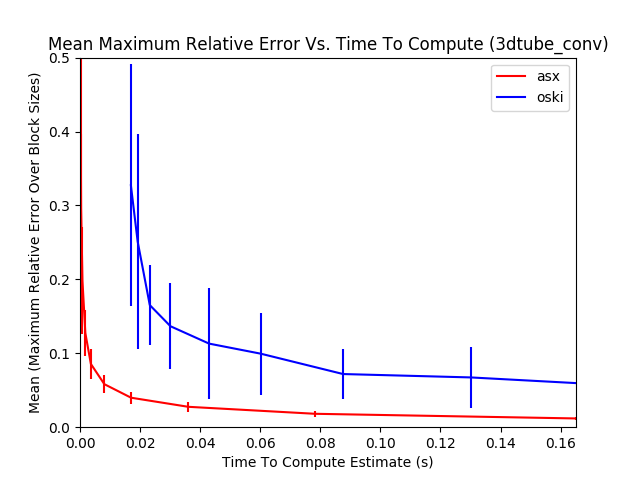 Mean Maximum Relative Error Vs. Time To Compute (3dtube_conv)
Mean (Maximum Relative Error Over Block Sizes)
0.5
0.4
0.3
0.2
0.1
0.0
asx
oski
0.00 0.02 0.04 0.06 0.08 0.10 0.12 0.14 0.16
Time To Compute Estimate (s)